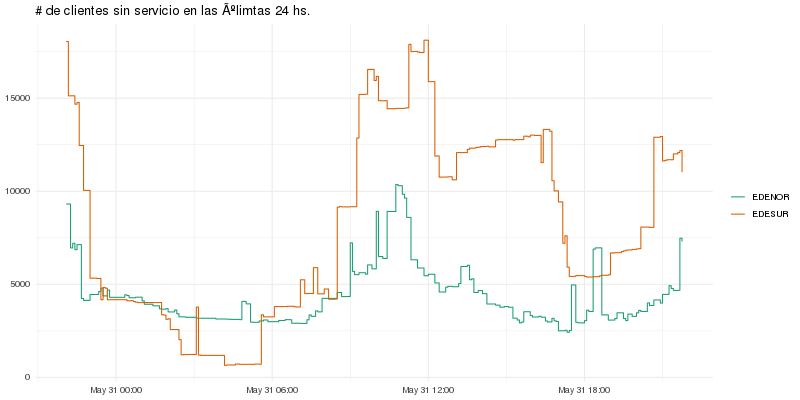 # de clientes sin servicio en las Ãºlimtas 24 hs.
15000
10000
5000
0
May 31 00:00
May 31 06:00
May 31 12:00
May 31 18:00
EDENOR
EDESUR